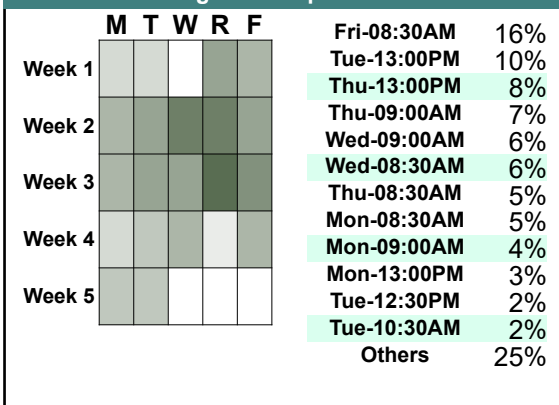 M T W R F
Week 1
Week 2
Week 3
Week 4
Week 5
Fri-08:30AM 16%
Tue-13:00PM 10%
Thu-13:00PM 8%
Thu-09:00AM 7%
Wed-09:00AM 6%
Wed-08:30AM 6%
Thu-08:30AM 5%
Mon-08:30AM 5%
Mon-09:00AM 4%
Mon-13:00PM 3%
Tue-12:30PM 2%
Tue-10:30AM 2%
Others 25%